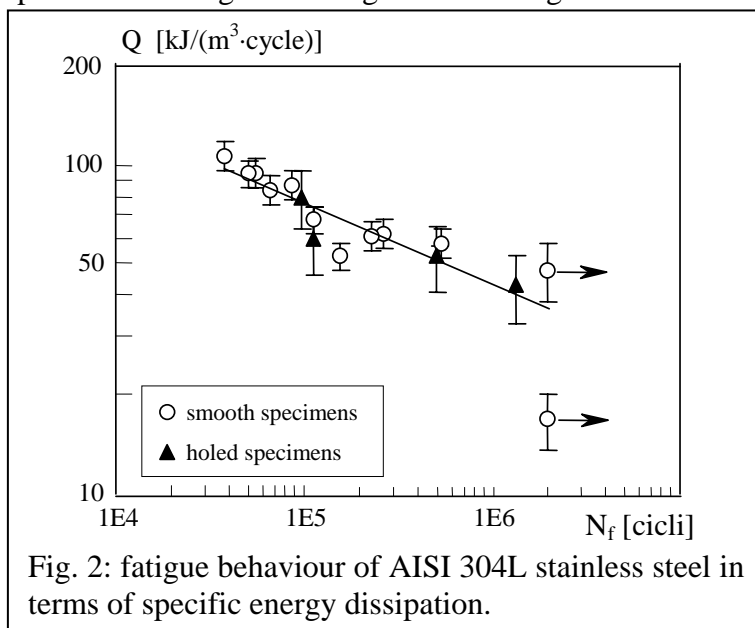 Q [kJ/(m³·cycle)]
200
100
50
10
smooth specimens
holed specimens
1E4
1E5
1E6
N_f [cicli]
Fig. 2: fatigue behaviour of AISI 304L stainless steel in
terms of specific energy dissipation.